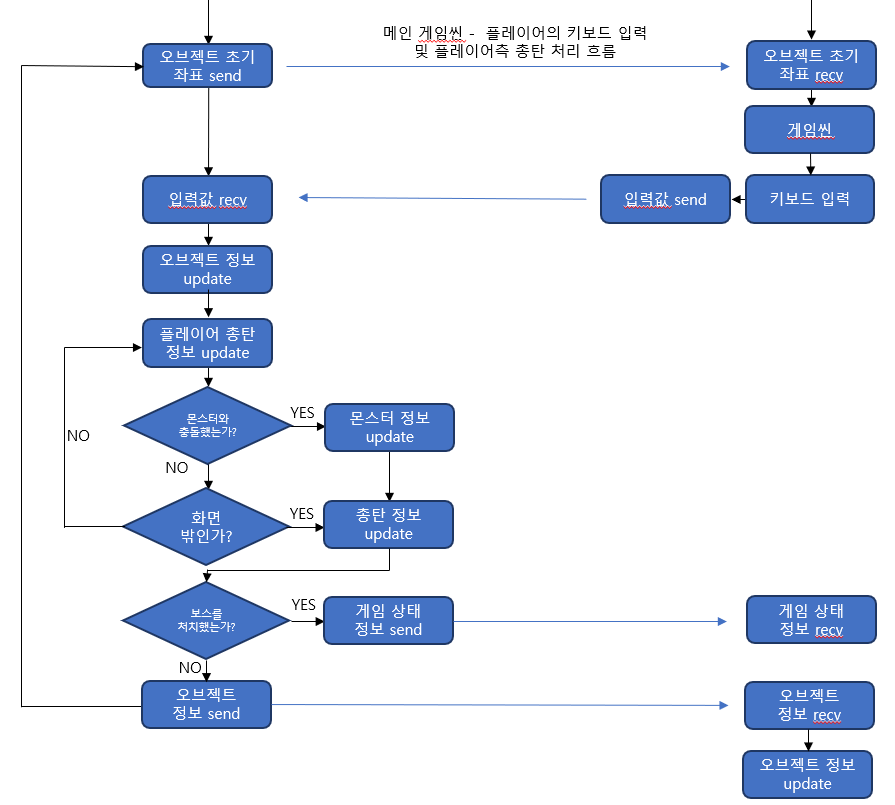 메인 게임씬 - 플레이어의 키보드 입력
및 플레이어측 총탄 처리 흐름
오브젝트 초기
좌표 send
오브젝트 초기
좌표 recv
게임씬
입력값 recv
입력값 send
키보드 입력
오브젝트 정보
update
플레이어 총탄
정보 update
몬스터와
충돌했는가?
YES
몬스터 정보
update
NO
NO
화면
밖인가?
YES
총탄 정보
update
보스를
처치했는가?
YES
게임 상태
정보 send
게임 상태
정보 recv
NO
오브젝트
정보 send
오브젝트
정보 recv
오브젝트 정보
update